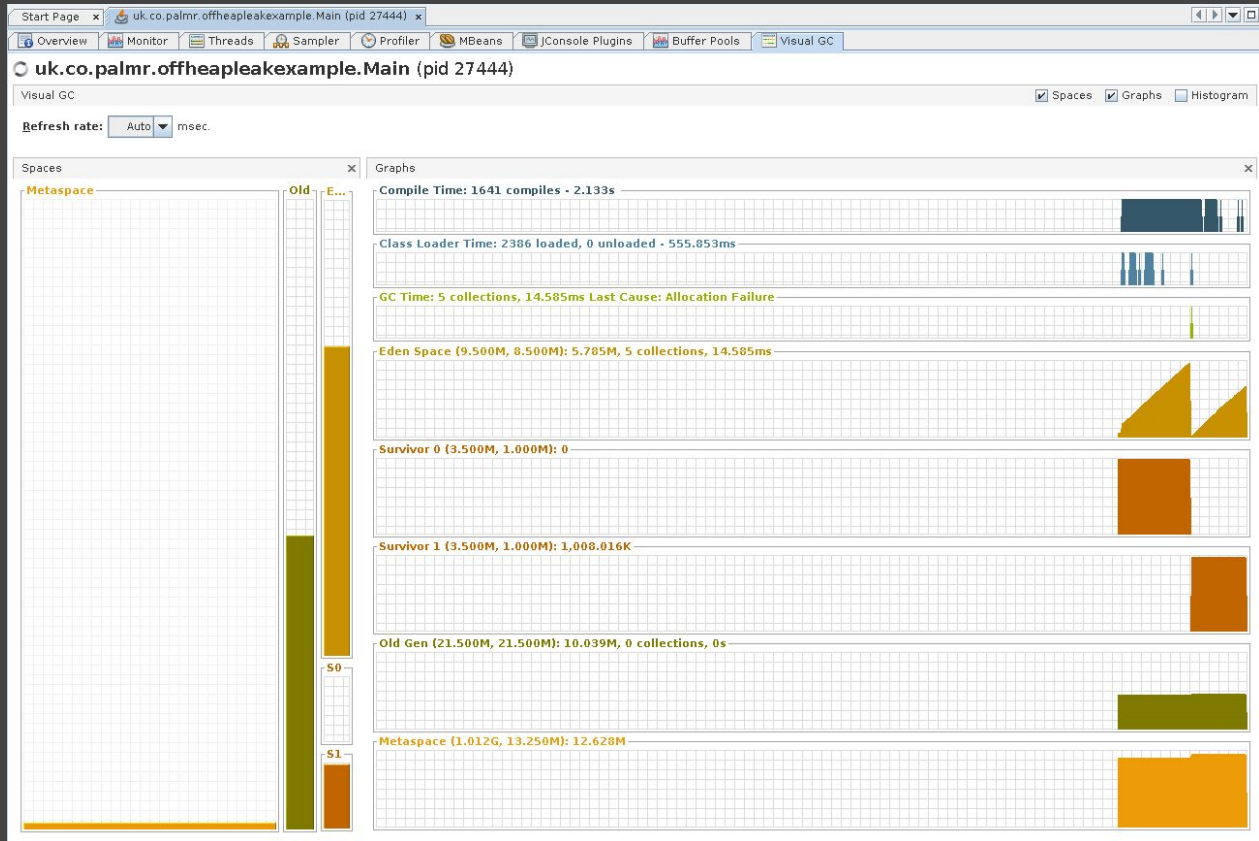 Start Page
uk.co.palmr.offheapleakexample.Main (pid 27444)
Overview Monitor Threads Sampler Profiler MBeans JConsole Plugins Buffer Pools Visual GC
uk.co.palmr.offheapleakexample.Main (pid 27444)
Visual GC Spaces Graphs Histogram
Refresh rate: Auto msec.
Spaces
Metaspace
Old
E...
S0
S1
Graphs
Compile Time: 1641 compiles - 2.133s
Class Loader Time: 2386 loaded, 0 unloaded - 555.853ms
GC Time: 5 collections, 14.585ms Last Cause: Allocation Failure
Eden Space (9.500M, 8.500M): 5.785M, 5 collections, 14.585ms
Survivor 0 (3.500M, 1.000M): 0
Survivor 1 (3.500M, 1.000M): 1,008.016K
Old Gen (21.500M, 21.500M): 10.039M, 0 collections, 0s
Metaspace (1.012G, 13.250M): 12.628M